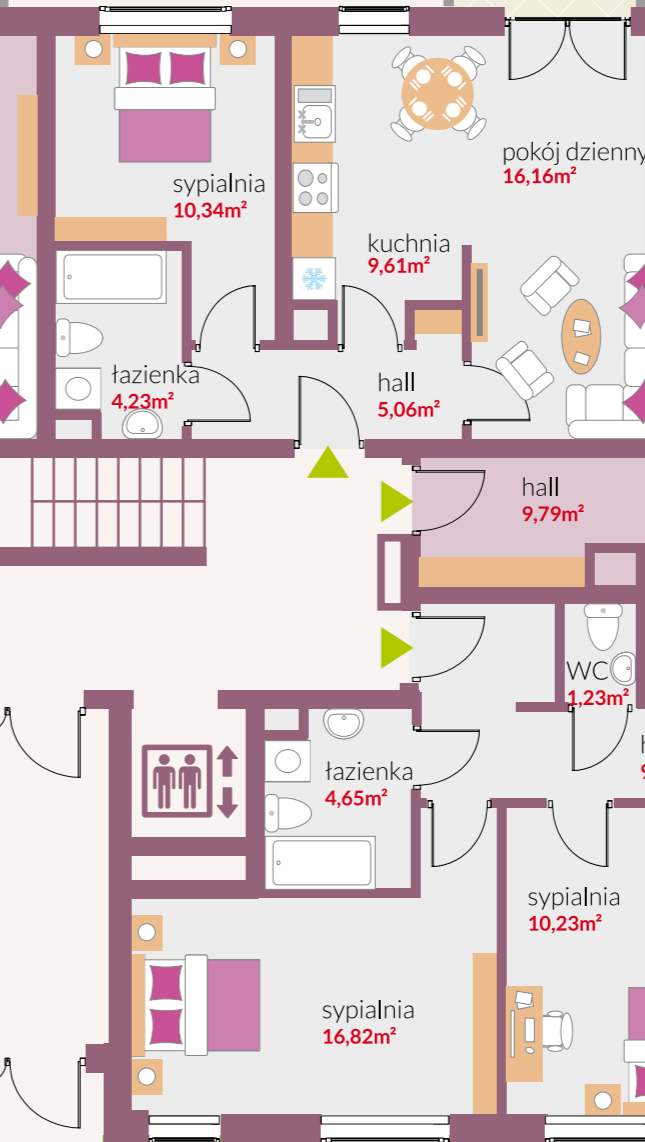 sypialnia
10,34m²
pokój dzienny
16,16m²
kuchnia
9,61m²
łazienka
4,23m²
hall
5,06m²
hall
9,79m²
WC
1,23m²
łazienka
4,65m²
sypialnia
10,23m²
sypialnia
16,82m²